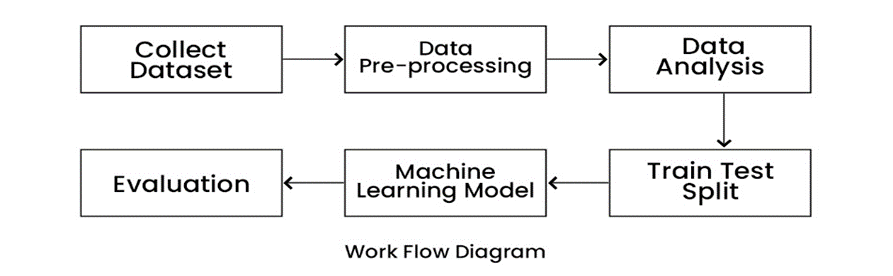 Collect
Dataset
Data
Pre-processing
Data
Analysis
Train Test
Split
Machine
Learning Model
Evaluation
Work Flow Diagram